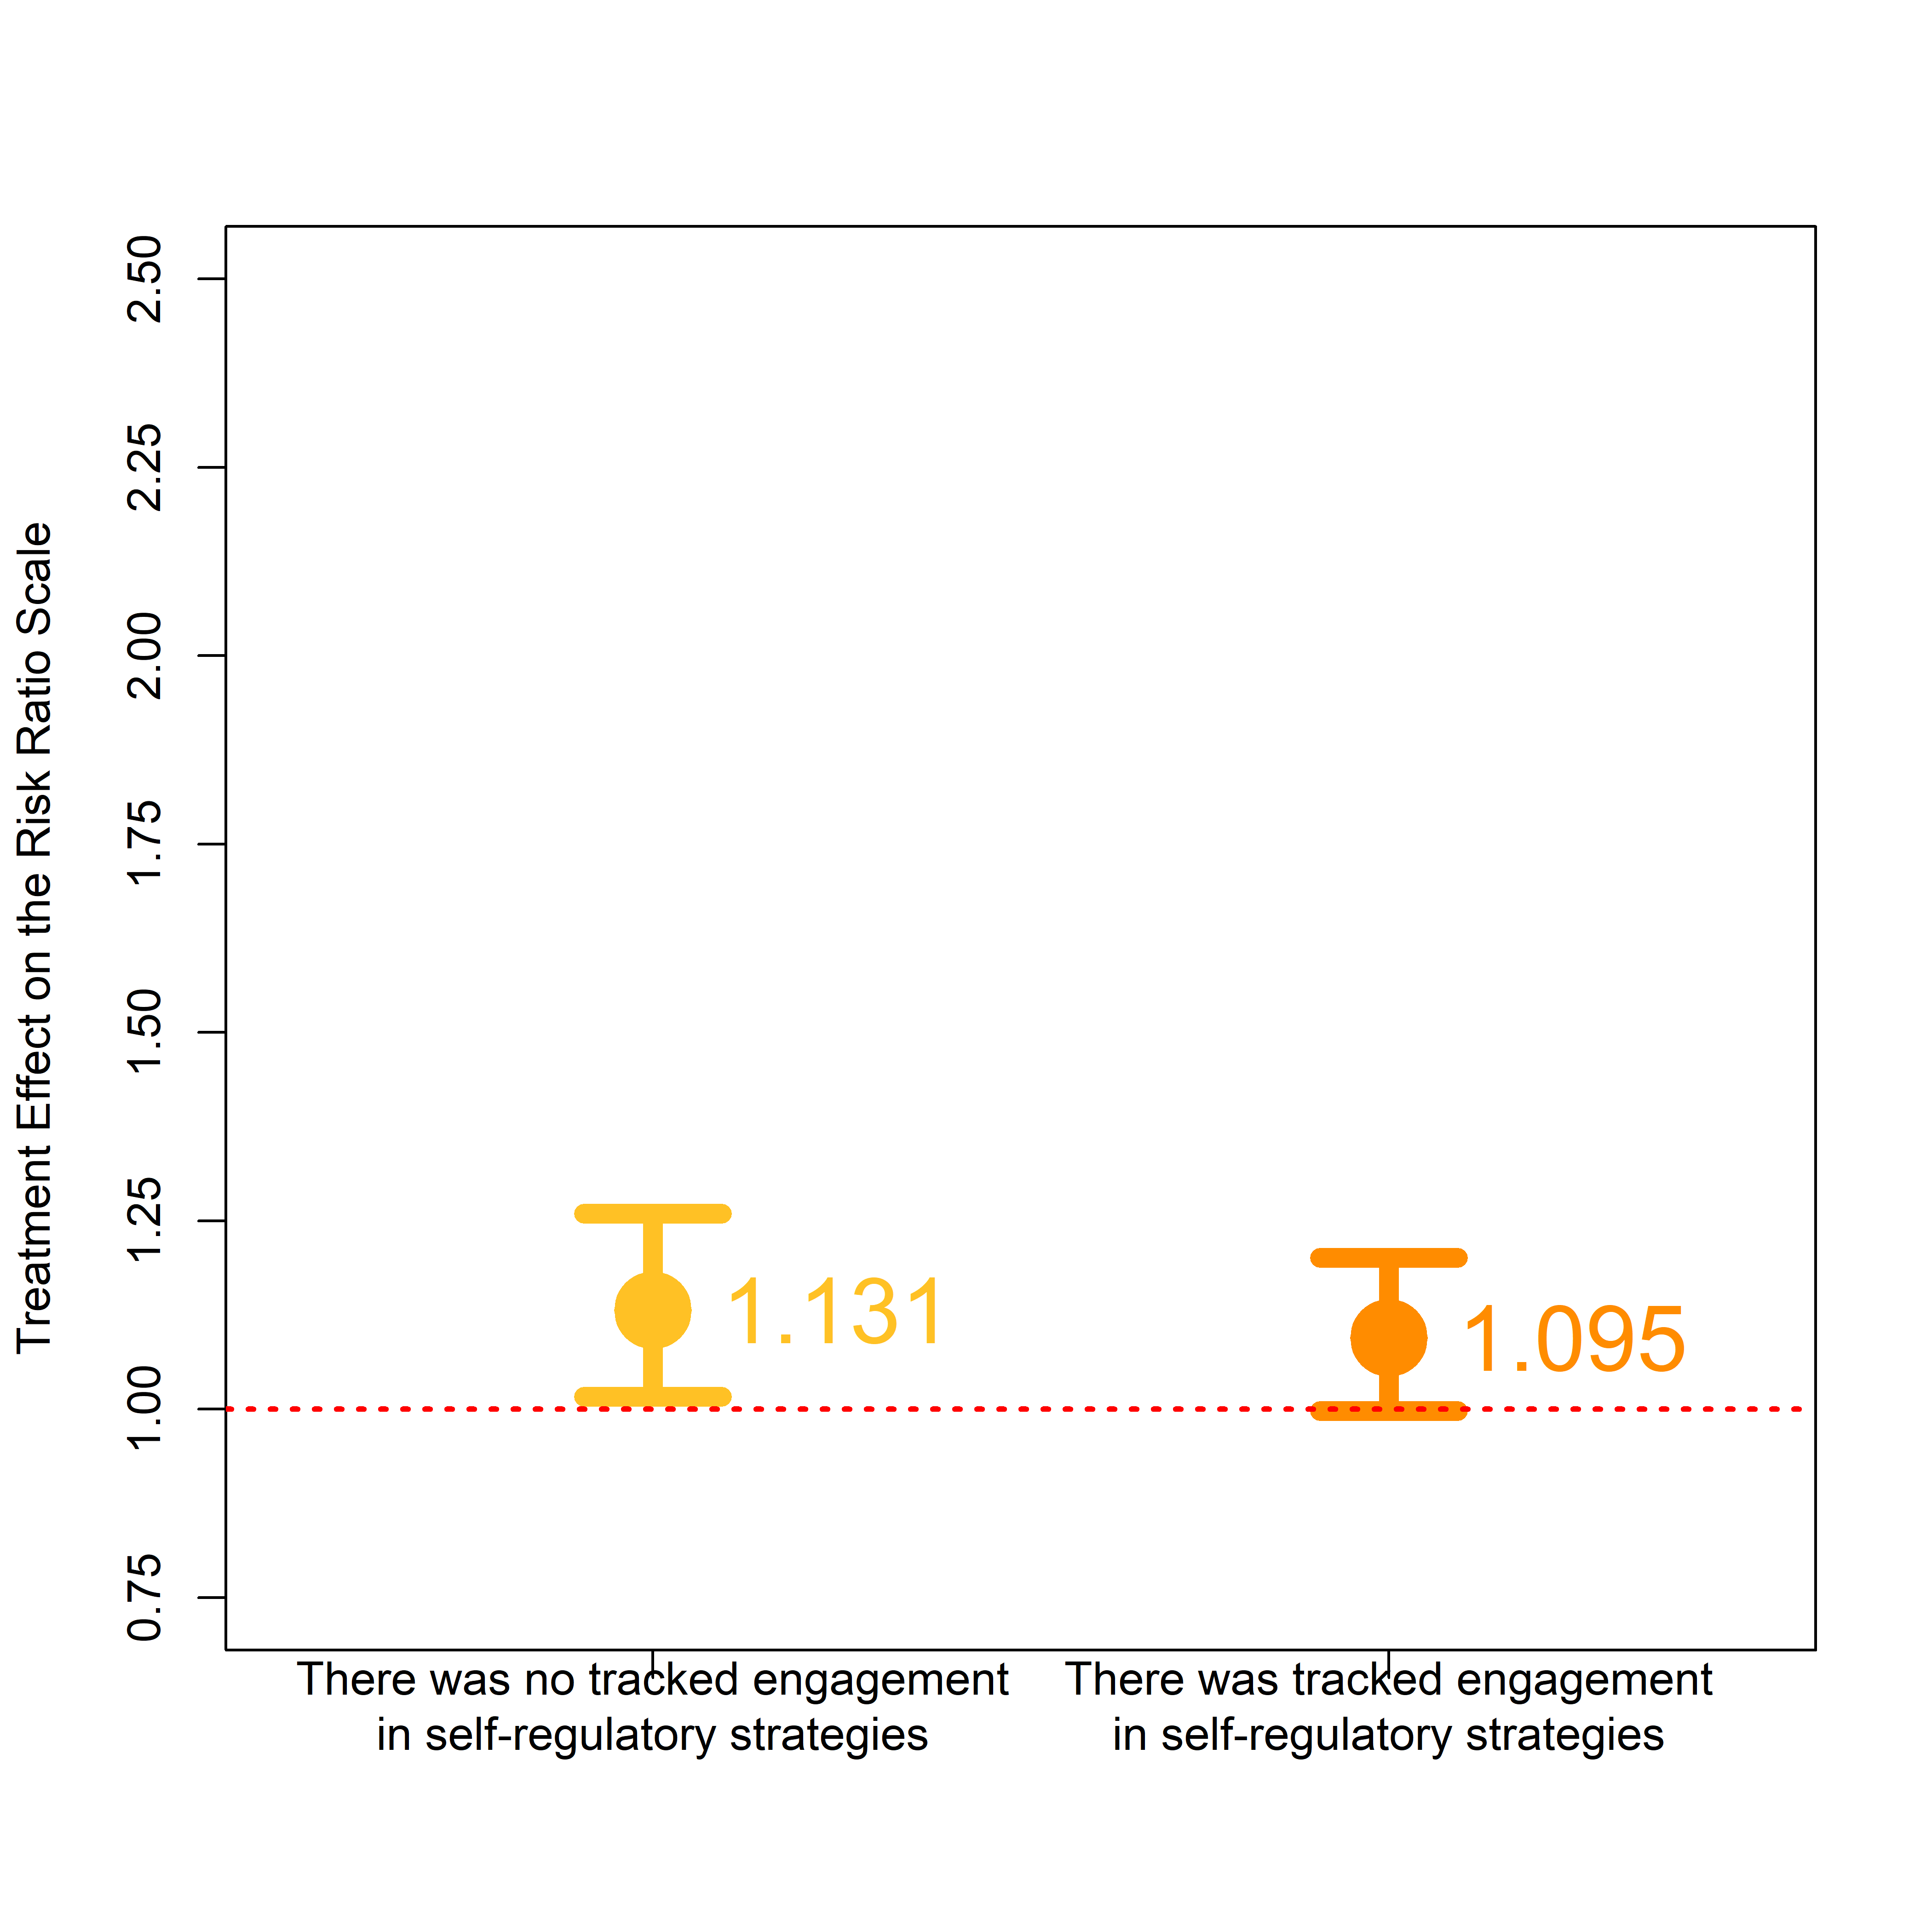 Treatment Effect on the Risk Ratio Scale
2.50
2.25
2.00
1.75
1.50
1.25
1.00
0.75
1.131
1.095
There was no tracked engagement
in self-regulatory strategies
There was tracked engagement
in self-regulatory strategies